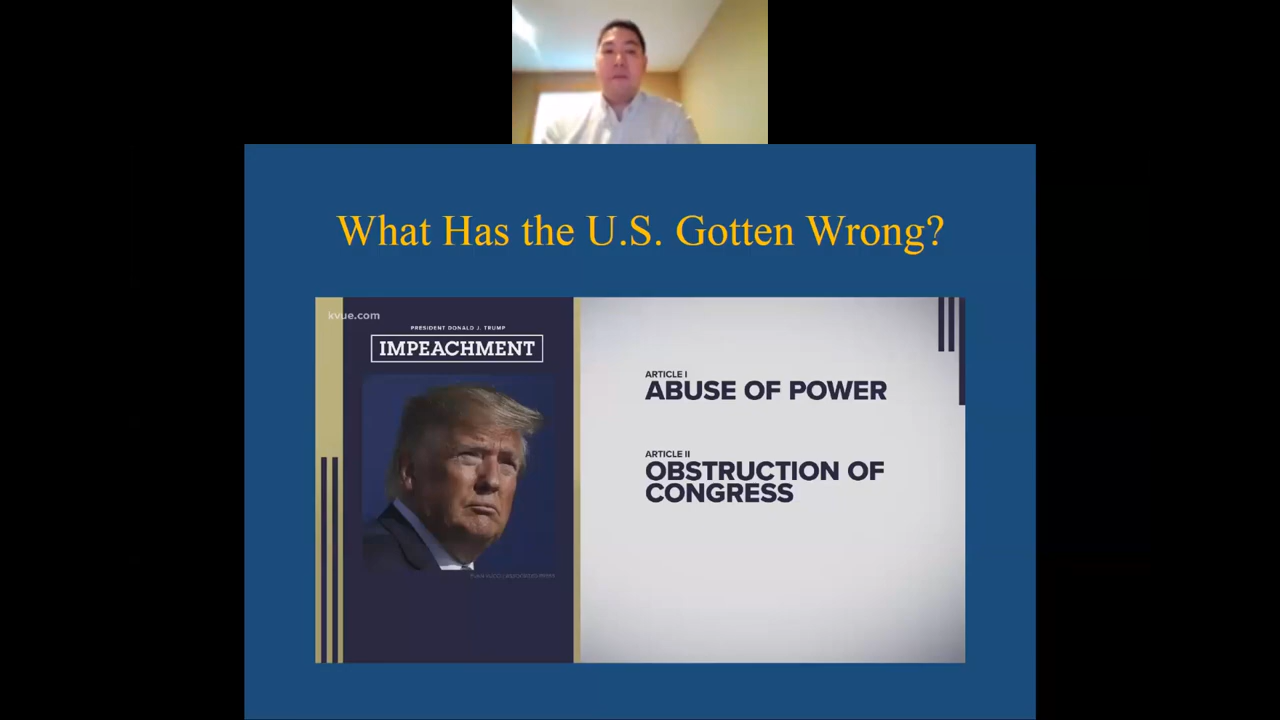 What Has the U.S. Gotten Wrong?
kvue.com
PRESIDENT DONALD J. TRUMP
IMPEACHMENT
ARTICLE I
ABUSE OF POWER
ARTICLE II
OBSTRUCTION OF
CONGRESS